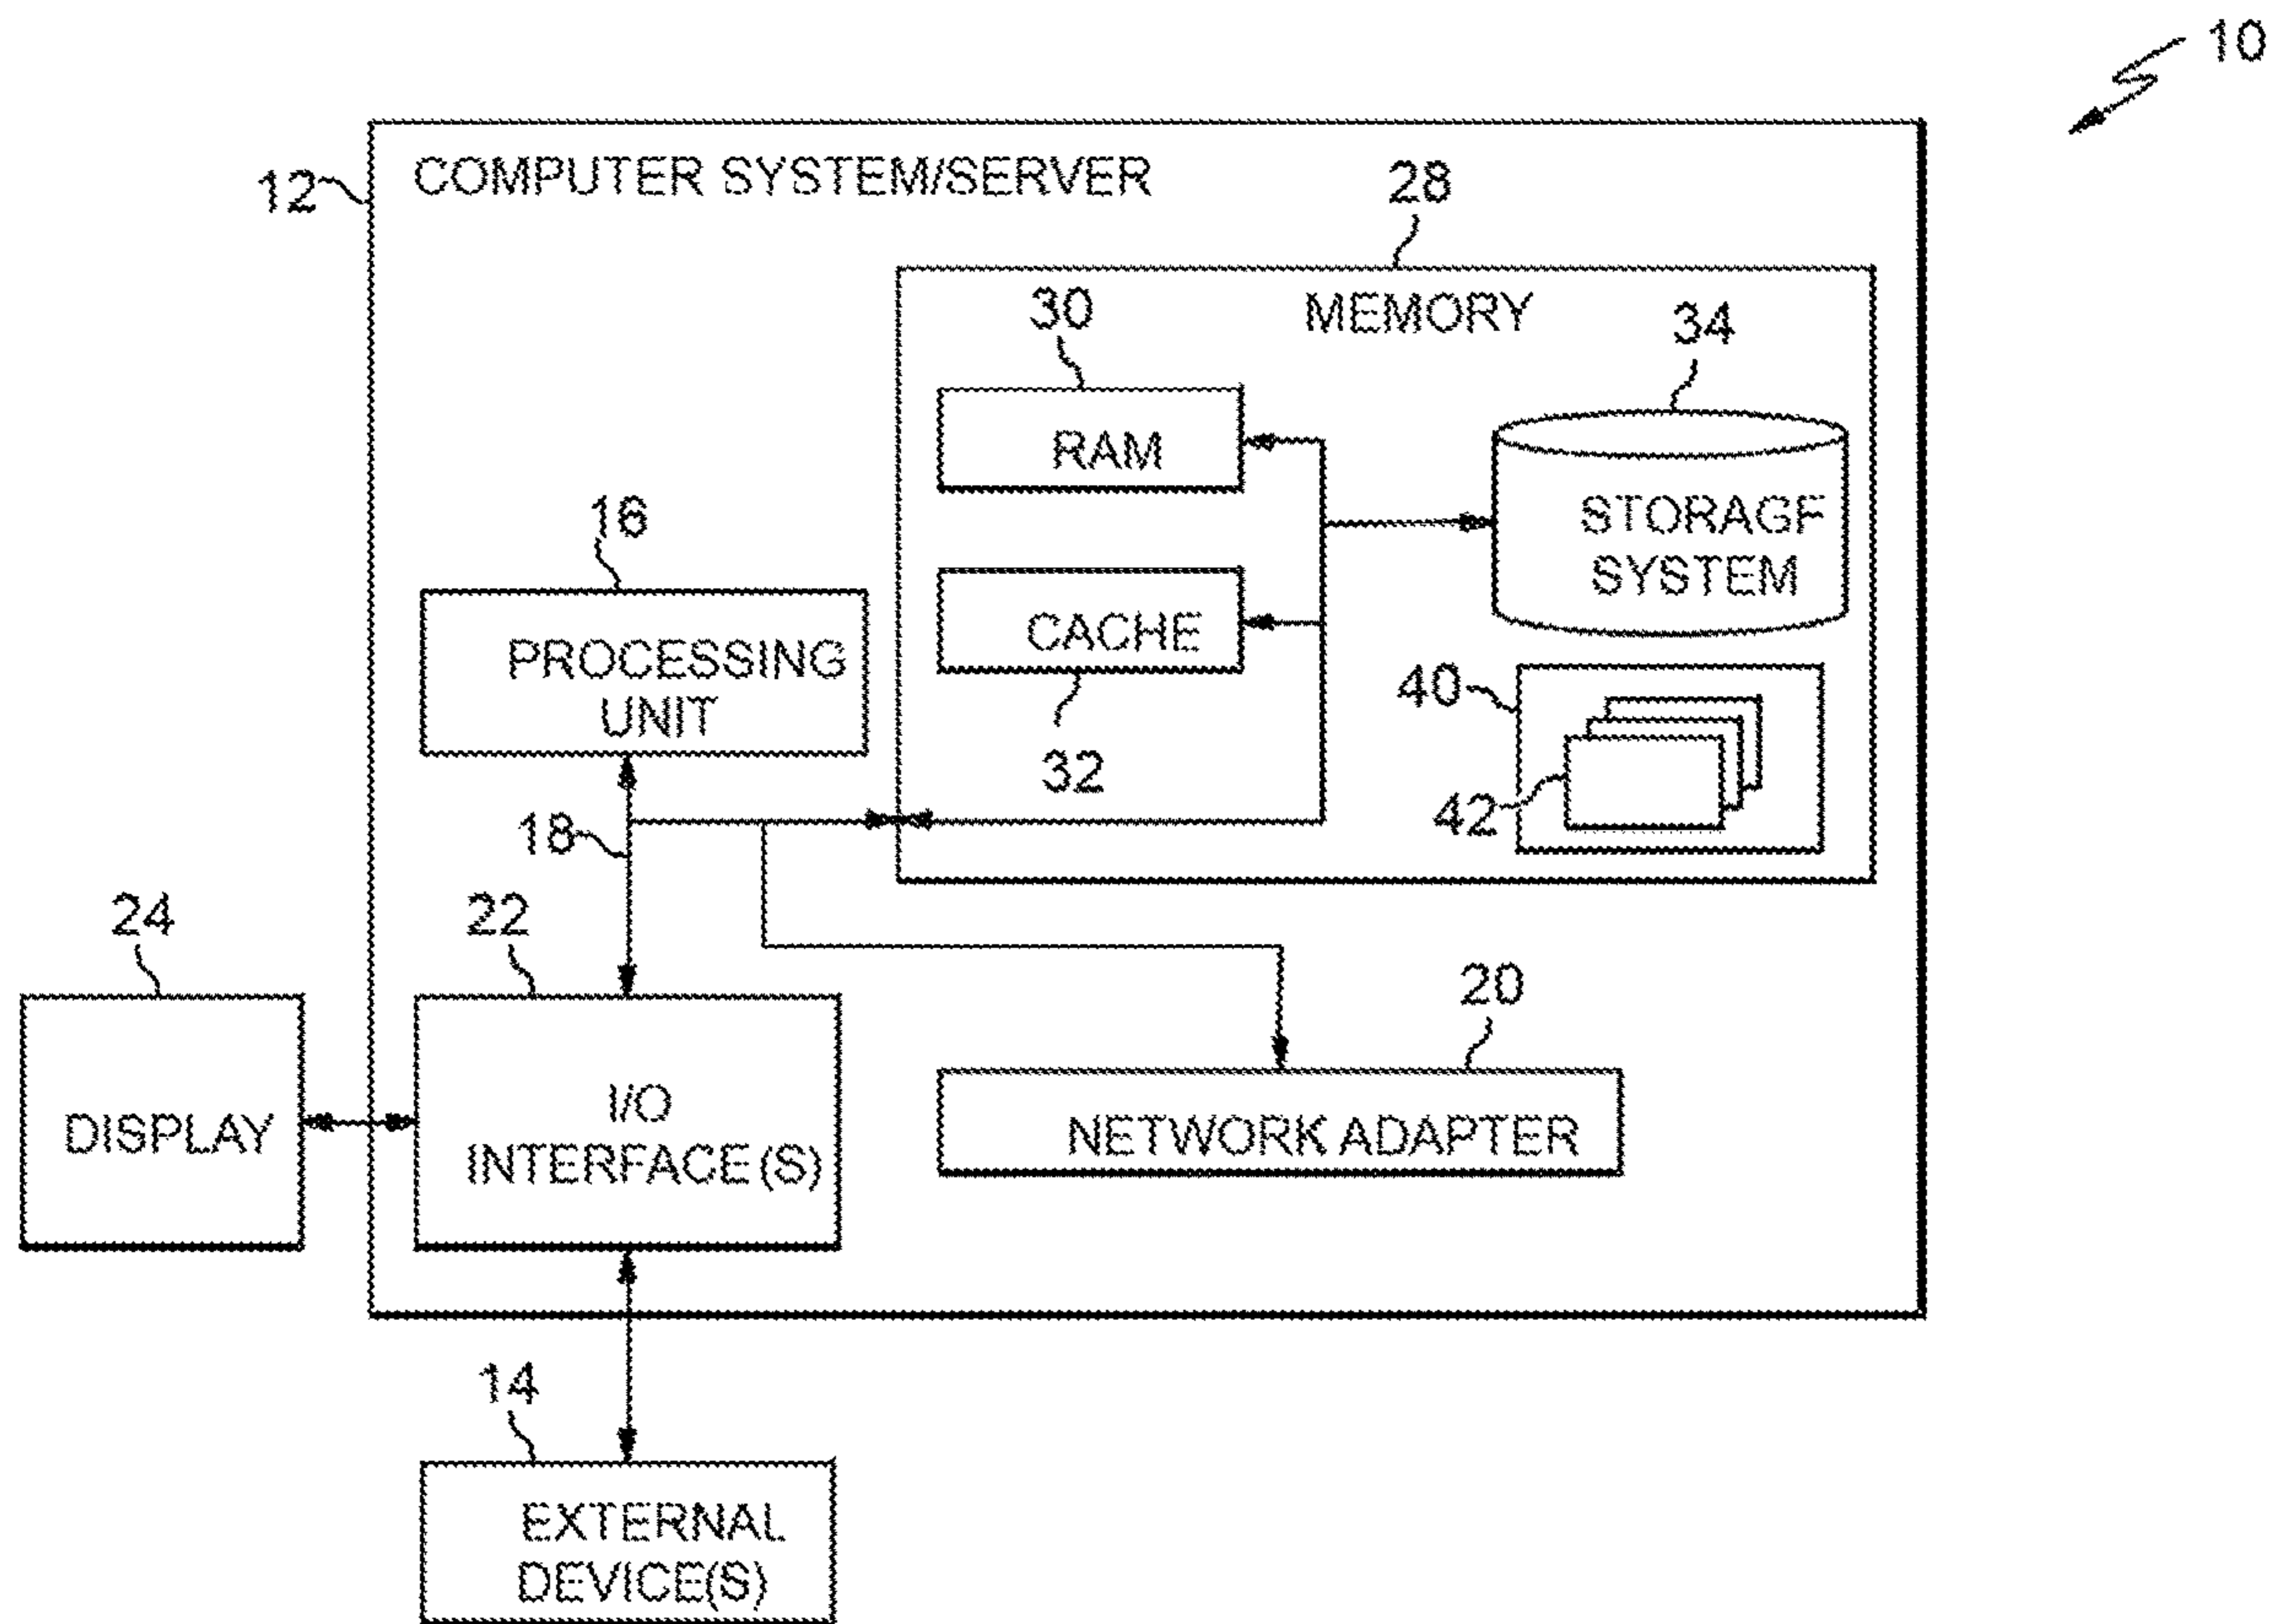 10
12
COMPUTER SYSTEM/SERVER
28
MEMORY
30
34
RAM
STORAGE
SYSTEM
16
PROCESSING
UNIT
CACHE
32
40
42
18
24
22
20
DISPLAY
I/O
INTERFACE(S)
NETWORK ADAPTER
14
EXTERNAL
DEVICE(S)